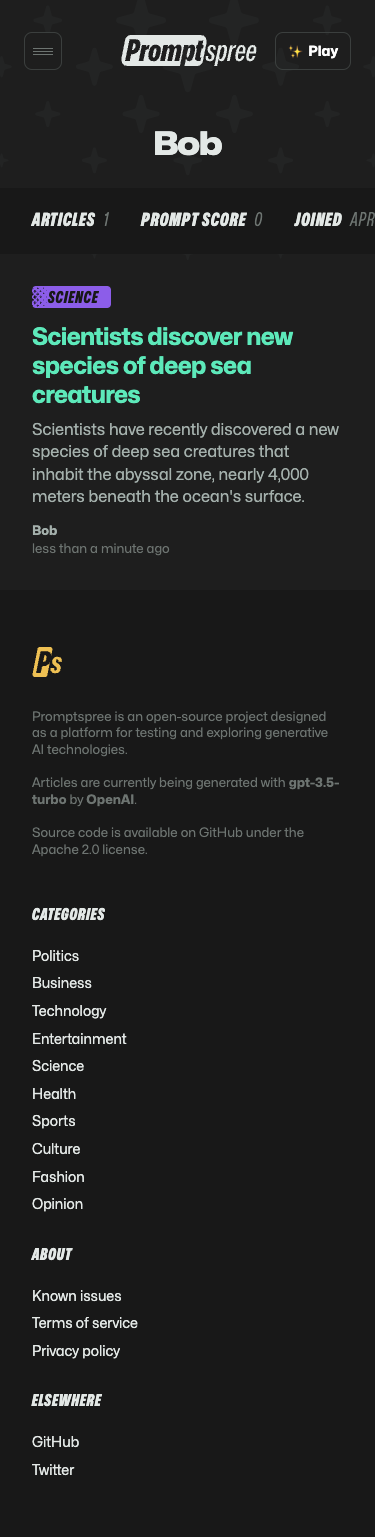 Promptspree
✨ Play
Bob
ARTICLES 1 PROMPT SCORE 0 JOINED APR
SCIENCE
Scientists discover new
species of deep sea
creatures
Scientists have recently discovered a new
species of deep sea creatures that
inhabit the abyssal zone, nearly 4,000
meters beneath the ocean's surface.
Bob
less than a minute ago
Ps
Promptspree is an open-source project designed
as a platform for testing and exploring generative
AI technologies.
Articles are currently being generated with gpt-3.5-
turbo by OpenAI.
Source code is available on GitHub under the
Apache 2.0 license.
CATEGORIES
Politics
Business
Technology
Entertainment
Science
Health
Sports
Culture
Fashion
Opinion
ABOUT
Known issues
Terms of service
Privacy policy
ELSEWHERE
GitHub
Twitter